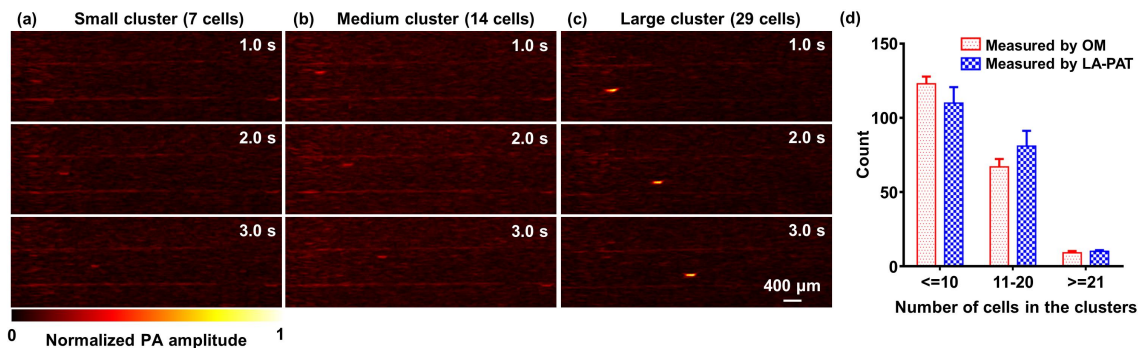 (a) Small cluster (7 cells)
1.0 s
2.0 s
3.0 s
0 1
Normalized PA amplitude
(b) Medium cluster (14 cells)
1.0 s
2.0 s
3.0 s
(c) Large cluster (29 cells)
1.0 s
2.0 s
3.0 s
400 µm
(d)
Measured by OM
Measured by LA-PAT
150
100
50
0
Count
<=10 11-20 >=21
Number of cells in the clusters